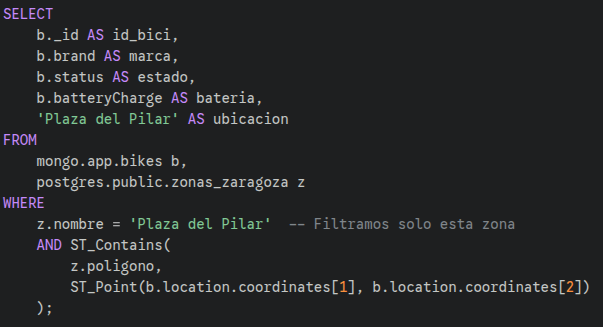 SELECT
    b._id AS id_bici,
    b.brand AS marca,
    b.status AS estado,
    b.batteryCharge AS bateria,
    'Plaza del Pilar' AS ubicacion
FROM
    mongo.app.bikes b,
    postgres.public.zonas_zaragoza z
WHERE
    z.nombre = 'Plaza del Pilar'  -- Filtramos solo esta zona
    AND ST_Contains(
        z.poligono,
        ST_Point(b.location.coordinates[1], b.location.coordinates[2])
    );